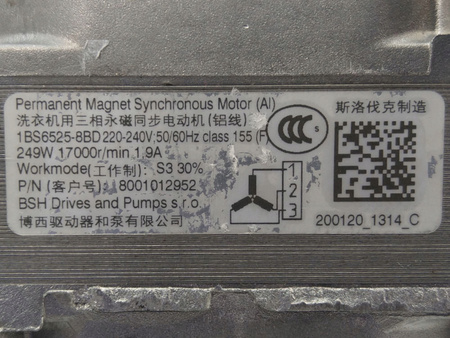 Permanent Magnet Synchronous Motor (Al)
洗衣机用三相永磁同步电动机 (铝线)
1BS6525-8BD 220-240V;50/60Hz class 155 (F)
249W 17000r/min 1.9A
Workmode(工作制): S3 30%
P/N (客户号): 8001012952
BSH Drives and Pumps s.r.o.
博西驱动器和泵有限公司
CCC
1
2
3
斯洛伐克制造
200120_1314_C